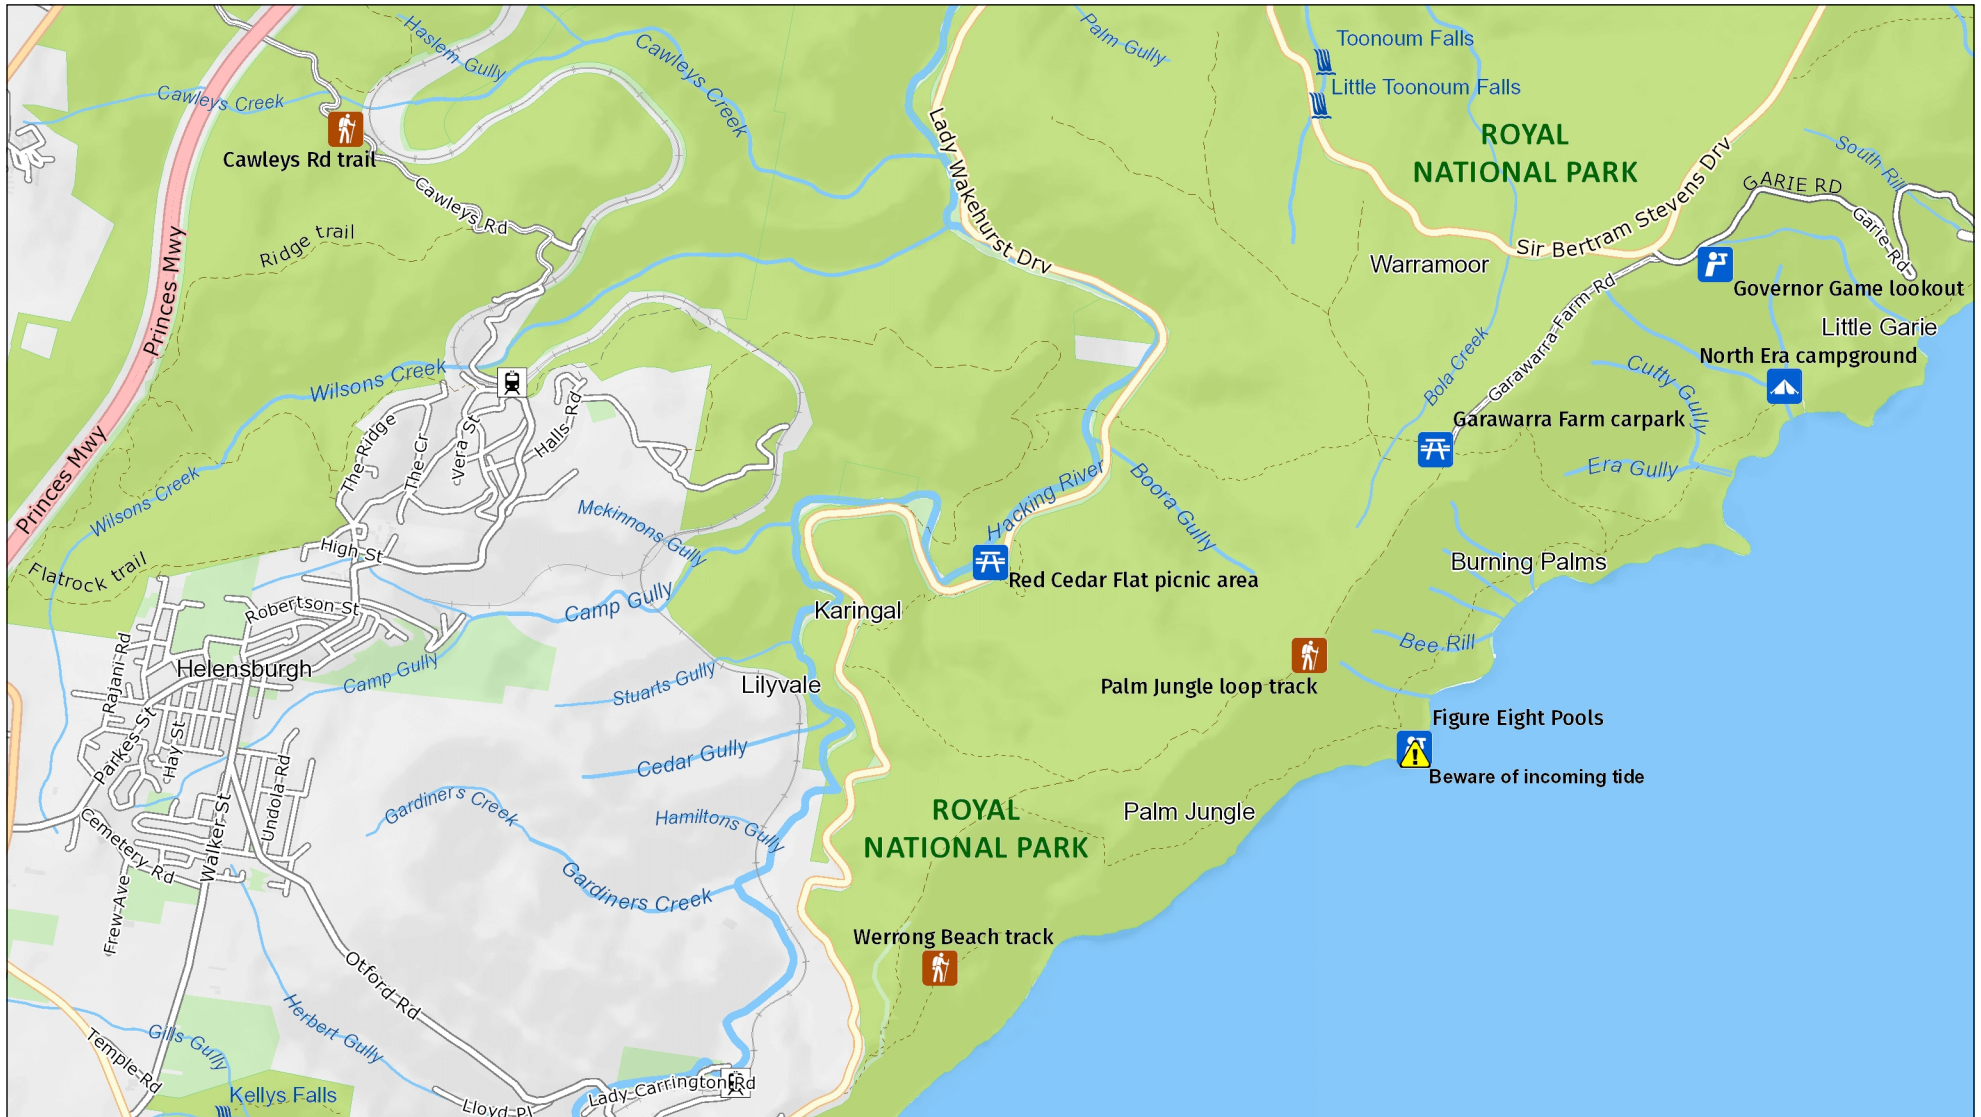 Haslem Gully
Cawleys Creek
Palm Gully
Toonoum Falls
Little Toonoum Falls
Cawleys Creek
Cawleys Rd trail
Cawleys Rd
Lady Wakehurst Drv
ROYAL
NATIONAL PARK
South Rill
GARIE RD
Garie-Rd
Sir Bertram Stevens Drv
Ridge trail
Princes Mwy
Warramoor
Governor Game lookout
Little Garie
North Era campground
Garawarra-Farm-Rd
Bola Creek
Cutty Gully
Wilsons Creek
The-Ridge
The-Cr
Vera St
Halls-Rd
Garawarra Farm carpark
Era Gully
Princes Mwy
Wilsons Creek
Mckinnons Gully
Hacking River
Boora Gully
High St
Flatrock trail
Burning Palms
Red Cedar Flat picnic area
Robertson St
Camp Gully
Karingal
Bee Rill
Rajani-Rd
Helensburgh
Camp Gully
Stuarts Gully
Lilyvale
Palm Jungle loop track
Figure Eight Pools
Beware of incoming tide
Parkes-St
Hay-St
Undola-Rd
Walker-St
Cedar Gully
Gardiners Creek
Hamiltons Gully
Palm Jungle
ROYAL
NATIONAL PARK
Cemetery-Rd
Frew-Ave
Gardiners Creek
Werrong Beach track
Otford-Rd
Herbert Gully
Gills Gully
Temple-Rd
Kellys Falls
Lloyd-Pl
Lady-Carrington-Rd